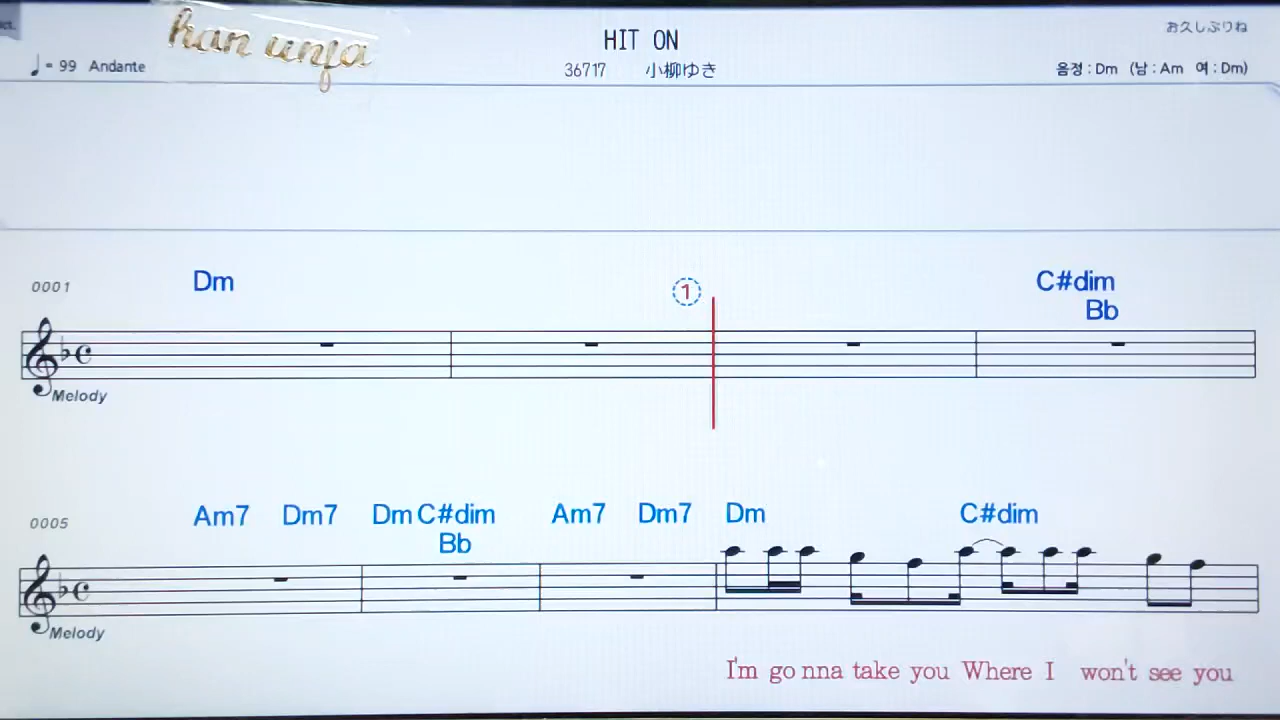 han unja
HIT ON
お久しぶりね
♩= 99 Andante
36717 小柳ゆき
음정 : Dm (남 : Am 여 : Dm)
0001 Dm ① C#dim
Bb
Melody
0005 Am7 Dm7 Dm C#dim Am7 Dm7 Dm C#dim
Bb
Melody
I'm go nna take you Where I won't see you